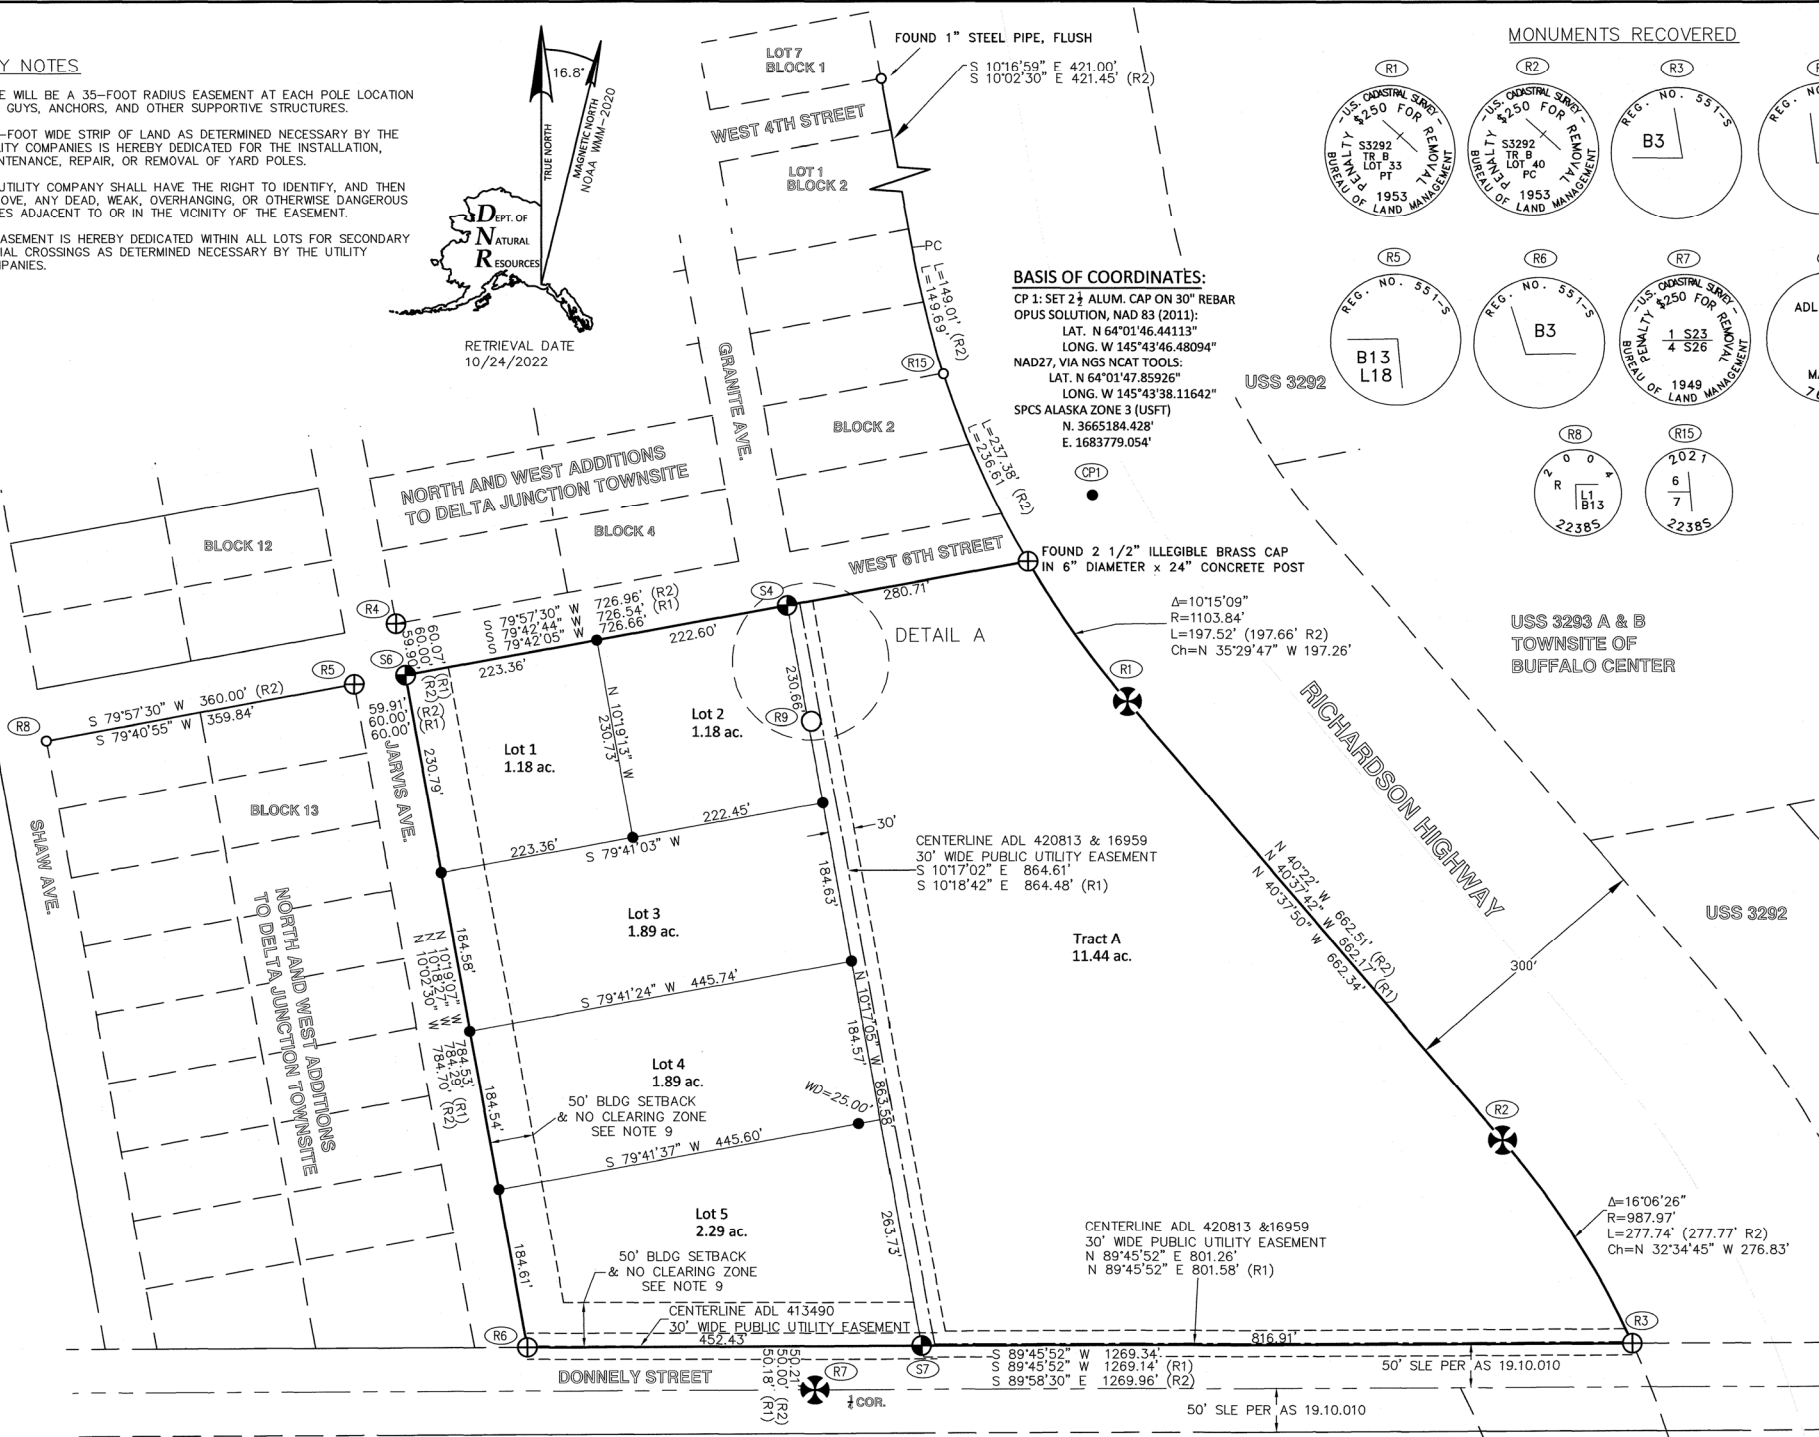 Y NOTES
E WILL BE A 35-FOOT RADIUS EASEMENT AT EACH POLE LOCATION
GUYS, ANCHORS, AND OTHER SUPPORTIVE STRUCTURES.
-FOOT WIDE STRIP OF LAND AS DETERMINED NECESSARY BY THE
ITY COMPANIES IS HEREBY DEDICATED FOR THE INSTALLATION,
NTENANCE, REPAIR, OR REMOVAL OF YARD POLES.
UTILITY COMPANY SHALL HAVE THE RIGHT TO IDENTIFY, AND THEN
OVE, ANY DEAD, WEAK, OVERHANGING, OR OTHERWISE DANGEROUS
ES ADJACENT TO OR IN THE VICINITY OF THE EASEMENT.
ASEMENT IS HEREBY DEDICATED WITHIN ALL LOTS FOR SECONDARY
IAL CROSSINGS AS DETERMINED NECESSARY BY THE UTILITY
PANIES.
16.8°
TRUE NORTH
MAGNETIC NORTH
NOAA WMM-2020
DEPT. OF
NATURAL
RESOURCES
RETRIEVAL DATE
10/24/2022
LOT 7
BLOCK 1
FOUND 1" STEEL PIPE, FLUSH
S 10°16'59" E 421.00'
S 10°02'30" E 421.45' (R2)
WEST 4TH STREET
LOT 1
BLOCK 2
PC
L=149.01'
L=149.69' (R2)
R15
GRANITE AVE.
BLOCK 2
L=237.38' (R2)
L=236.61'
BASIS OF COORDINATES:
CP 1: SET 2½ ALUM. CAP ON 30" REBAR
OPUS SOLUTION, NAD 83 (2011):
LAT. N 64°01'46.44113"
LONG. W 145°43'46.48094"
NAD27, VIA NGS NCAT TOOLS:
LAT. N 64°01'47.85926"
LONG. W 145°43'38.11642"
SPCS ALASKA ZONE 3 (USFT)
N. 3665184.428'
E. 1683779.054'
CP1
MONUMENTS RECOVERED
R1
U.S. CADASTRAL SURVEY
$250 FOR REMOVAL
PENALTY
S3292
TR B
LOT 33
PT
1953
BUREAU OF LAND MANAGEMENT
R2
U.S. CADASTRAL SURVEY
$250 FOR REMOVAL
PENALTY
S3292
TR B
LOT 40
PC
1953
BUREAU OF LAND MANAGEMENT
R3
REG. NO. 551-S
B3
REG. NO
R5
REG. NO. 551-S
B13
L18
R6
REG. NO. 551-S
B3
R7
U.S. CADASTRAL SURVEY
$250 FOR REMOVAL
PENALTY
1 S23
4 S26
1949
BUREAU OF LAND MANAGEMENT
ADL
R8
2004
R
L1
B13
2238S
R15
2021
6
7
2238S
USS 3292
NORTH AND WEST ADDITIONS
TO DELTA JUNCTION TOWNSITE
BLOCK 12
BLOCK 4
WEST 6TH STREET
FOUND 2 1/2" ILLEGIBLE BRASS CAP
IN 6" DIAMETER x 24" CONCRETE POST
Δ=10°15'09"
R=1103.84'
L=197.52' (197.66' R2)
Ch=N 35°29'47" W 197.26'
USS 3293 A & B
TOWNSITE OF
BUFFALO CENTER
R4
S 79°57'30" W 726.96' (R2)
S 79°42'44" W 726.54' (R1)
S 79°42'05" W 726.66'
S4
280.71'
222.60'
223.36'
DETAIL A
60.07' (R1)
60.00' (R2)
59.90'
S6
R5
59.91'
60.00' (R2)
60.00' (R1)
S 79°57'30" W 360.00' (R2)
S 79°40'55" W 359.84'
R8
230.79'
JARVIS AVE.
Lot 1
1.18 ac.
N 10°19'13" W
230.73'
Lot 2
1.18 ac.
230.66'
R9
R1
RICHARDSON HIGHWAY
BLOCK 13
SHAW AVE.
223.36'
S 79°41'03" W
222.45'
30'
CENTERLINE ADL 420813 & 16959
30' WIDE PUBLIC UTILITY EASEMENT
S 10°17'02" E 864.61'
S 10°18'42" E 864.48' (R1)
184.63'
N 40°22' W 662.51' (R2)
N 40°37'42" W 662.17' (R1)
N 40°37'50" W 662.34'
300'
USS 3292
NORTH AND WEST ADDITIONS
TO DELTA JUNCTION TOWNSITE
Lot 3
1.89 ac.
Tract A
11.44 ac.
184.58'
N 10°19'07" W 784.53'
N 10°18'27" W 784.29' (R1)
N 10°02'30" W 784.70' (R2)
S 79°41'24" W 445.74'
N 10°17'05" W 863.58'
184.57'
Lot 4
1.89 ac.
WD=25.00'
50' BLDG SETBACK
& NO CLEARING ZONE
SEE NOTE 9
184.54'
S 79°41'37" W 445.60'
R2
Δ=16°06'26"
R=987.97'
L=277.74' (277.77' R2)
Ch=N 32°34'45" W 276.83'
Lot 5
2.29 ac.
263.73'
CENTERLINE ADL 420813 &16959
30' WIDE PUBLIC UTILITY EASEMENT
N 89°45'52" E 801.26'
N 89°45'52" E 801.58' (R1)
184.61'
50' BLDG SETBACK
& NO CLEARING ZONE
SEE NOTE 9
CENTERLINE ADL 413490
30' WIDE PUBLIC UTILITY EASEMENT
R6
452.43'
816.91'
R3
S 89°45'52" W 1269.34'
S 89°45'52" W 1269.14' (R1)
S 89°58'30" E 1269.96' (R2)
50' SLE PER AS 19.10.010
DONNELY STREET
50.21'
50.00' (R2)
50.18' (R1)
R7
S7
¼ COR.
50' SLE PER AS 19.10.010